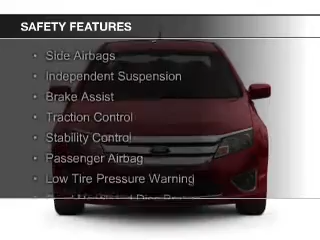 SAFETY FEATURES
• Side Airbags
• Independent Suspension
• Brake Assist
• Traction Control
• Stability Control
• Passenger Airbag
• Low Tire Pressure Warning